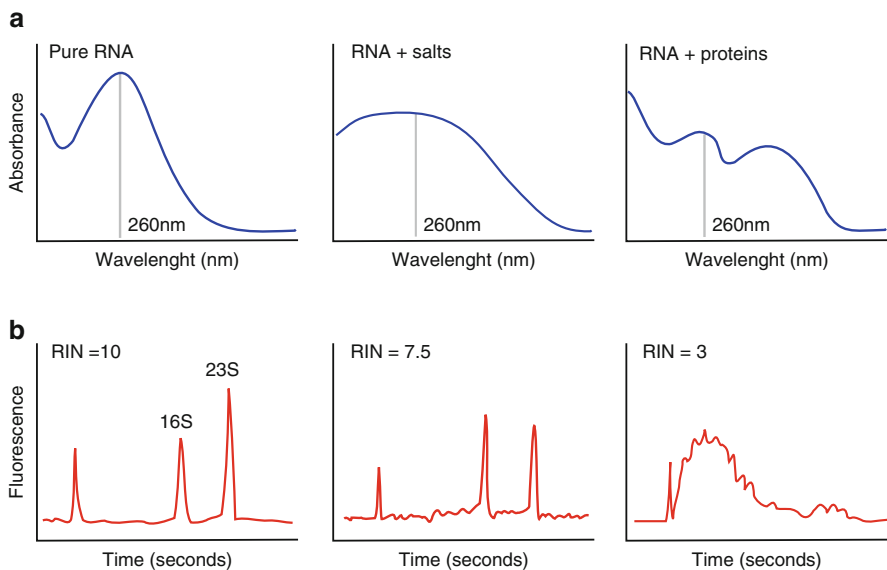 a
Pure RNA
RNA + salts
RNA + proteins
Absorbance
260nm
260nm
260nm
Wavelenght (nm)
Wavelenght (nm)
Wavelenght (nm)
b
RIN =10
RIN = 7.5
RIN = 3
23S
16S
Fluorescence
Time (seconds)
Time (seconds)
Time (seconds)